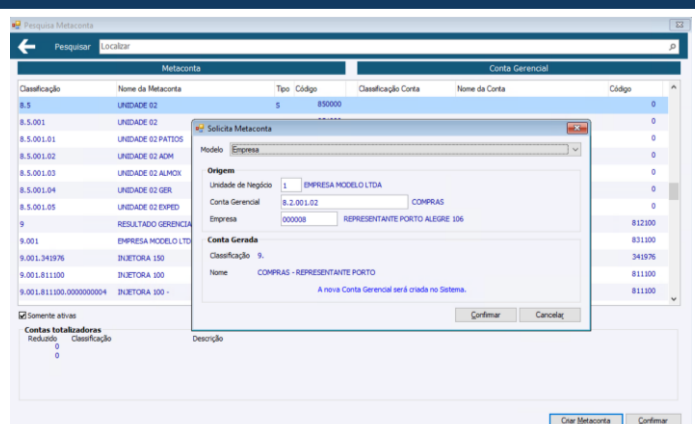 Pesquisa Metaconta
Pesquisar Localizar
Metaconta Conta Gerencial
Classificação Nome da Metaconta Tipo Código Classificação Conta Nome da Conta Código
8.5 UNIDADE 02 S 850000 0
8.5.001 UNIDADE 02 0
8.5.001.01 UNIDADE 02 PATIOS 0
8.5.001.02 UNIDADE 02 ADM 0
8.5.001.03 UNIDADE 02 ALMOX 0
8.5.001.04 UNIDADE 02 GER 0
8.5.001.05 UNIDADE 02 EXPED 0
9 RESULTADO GERENCIA 812100
9.001 EMPRESA MODELO LTD 831100
9.001.341976 INJETORA 150 341976
9.001.811100 INJETORA 100 811100
9.001.811100.0000000004 INJETORA 100 - 811100
Solicita Metaconta
Modelo Empresa
Origem
Unidade de Negócio 1 EMPRESA MODELO LTDA
Conta Gerencial 8.2.001.02 COMPRAS
Empresa 000008 REPRESENTANTE PORTO ALEGRE 106
Conta Gerada
Classificação 9.
Nome COMPRAS - REPRESENTANTE PORTO
A nova Conta Gerencial será criada no Sistema.
Confirmar Cancelar
Somente ativas
Contas totalizadoras
Reduzido Classificação Descrição
0
0
Criar Metaconta Confirmar